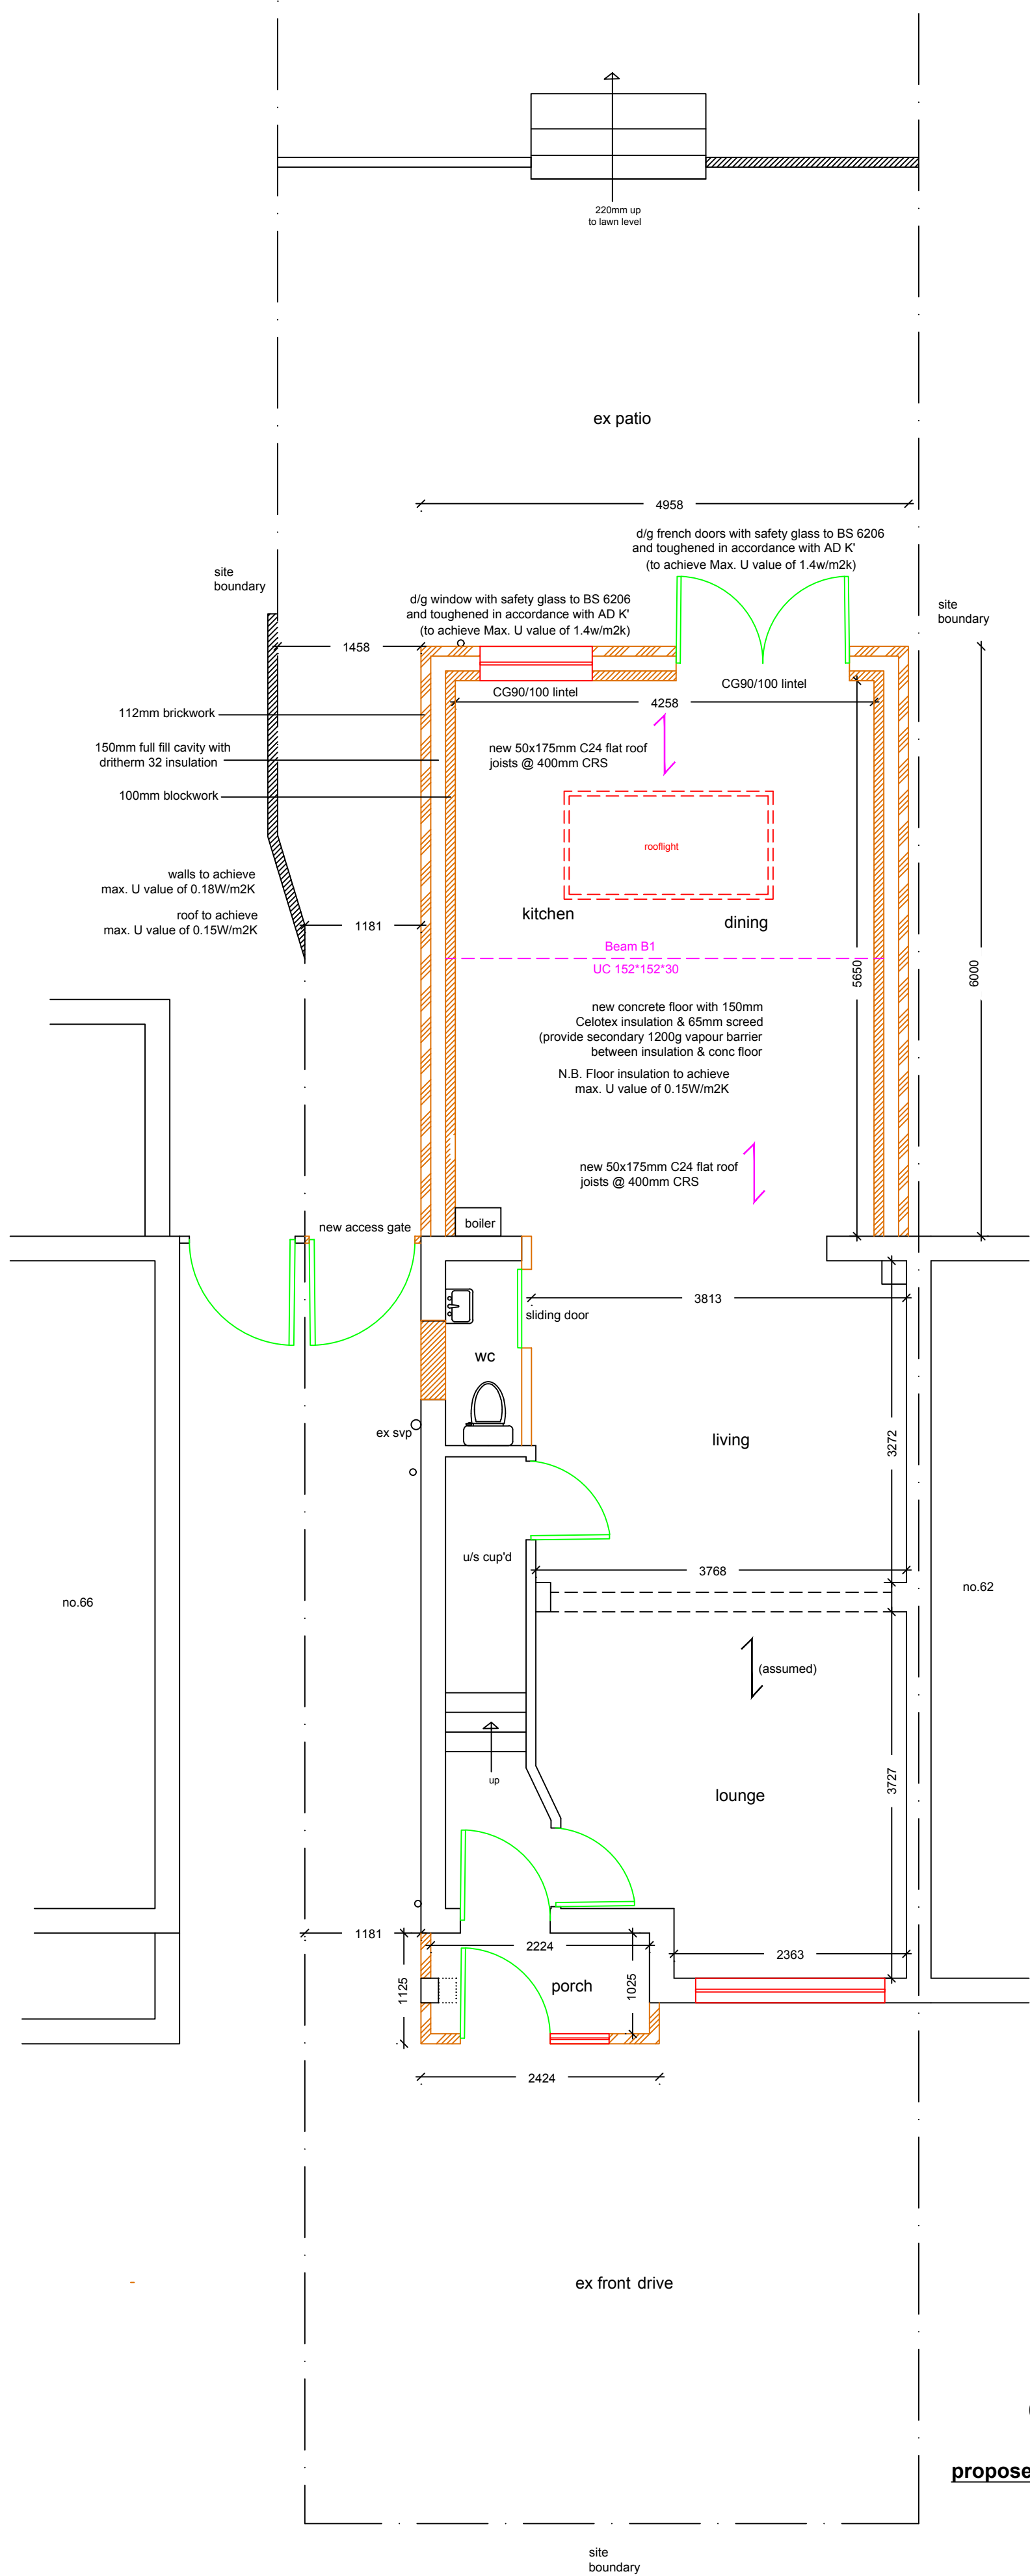 220mm up
to lawn level
ex patio
4958
d/g french doors with safety glass to BS 6206
and toughened in accordance with AD K'
(to achieve Max. U value of 1.4w/m2k)
site
boundary
d/g window with safety glass to BS 6206
and toughened in accordance with AD K'
(to achieve Max. U value of 1.4w/m2k)
site
boundary
1458
CG90/100 lintel
CG90/100 lintel
4258
112mm brickwork
150mm full fill cavity with
dritherm 32 insulation
100mm blockwork
new 50x175mm C24 flat roof
joists @ 400mm CRS
rooflight
walls to achieve
max. U value of 0.18W/m2K
roof to achieve
max. U value of 0.15W/m2K
1181
kitchen
dining
Beam B1
UC 152*152*30
5650
6000
new concrete floor with 150mm
Celotex insulation & 65mm screed
(provide secondary 1200g vapour barrier
between insulation & conc floor
N.B. Floor insulation to achieve
max. U value of 0.15W/m2K
new 50x175mm C24 flat roof
joists @ 400mm CRS
new access gate
boiler
3813
sliding door
wc
ex svp
living
3272
u/s cup'd
3768
no.66
no.62
(assumed)
up
lounge
3727
1181
2224
2363
1125
porch
1025
2424
ex front drive
propose
site
boundary